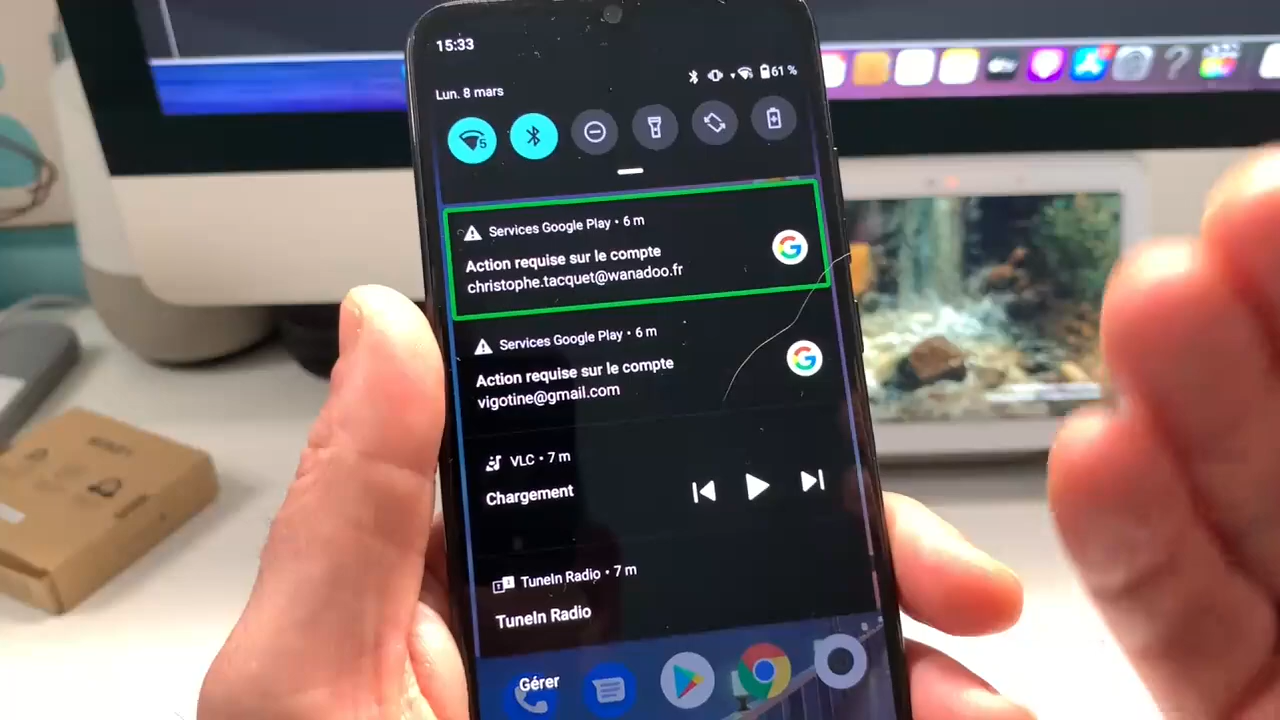 15:33
61 %
Lun. 8 mars
5
Services Google Play • 6 m
Action requise sur le compte
christophe.tacquet@wanadoo.fr
Services Google Play • 6 m
Action requise sur le compte
vigotine@gmail.com
VLC • 7 m
Chargement
TuneIn Radio • 7 m
TuneIn Radio
Gérer